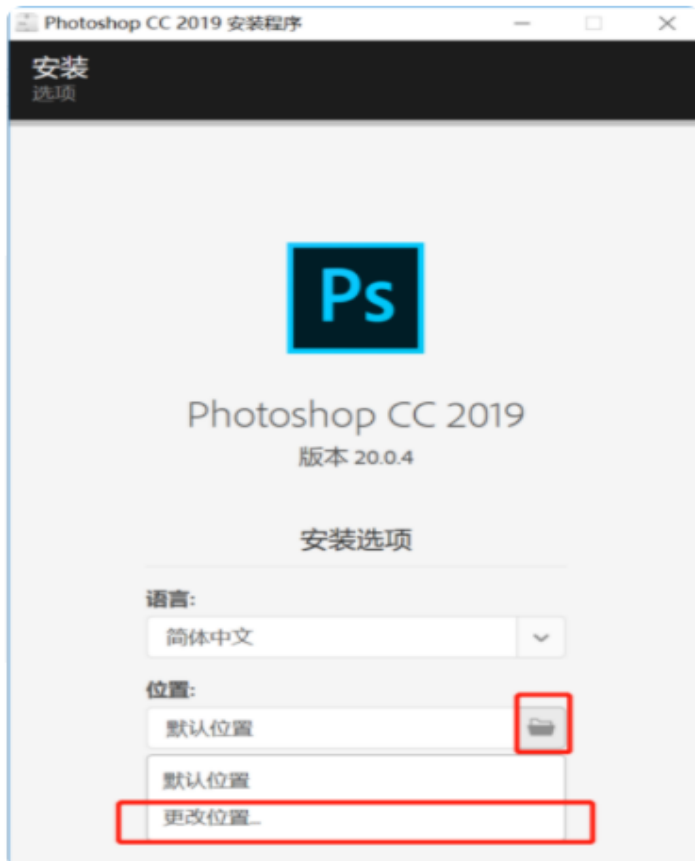 Photoshop CC 2019 安装程序
安装
选项
Ps
Photoshop CC 2019
版本 20.0.4
安装选项
语言:
简体中文
位置:
默认位置
默认位置
更改位置...